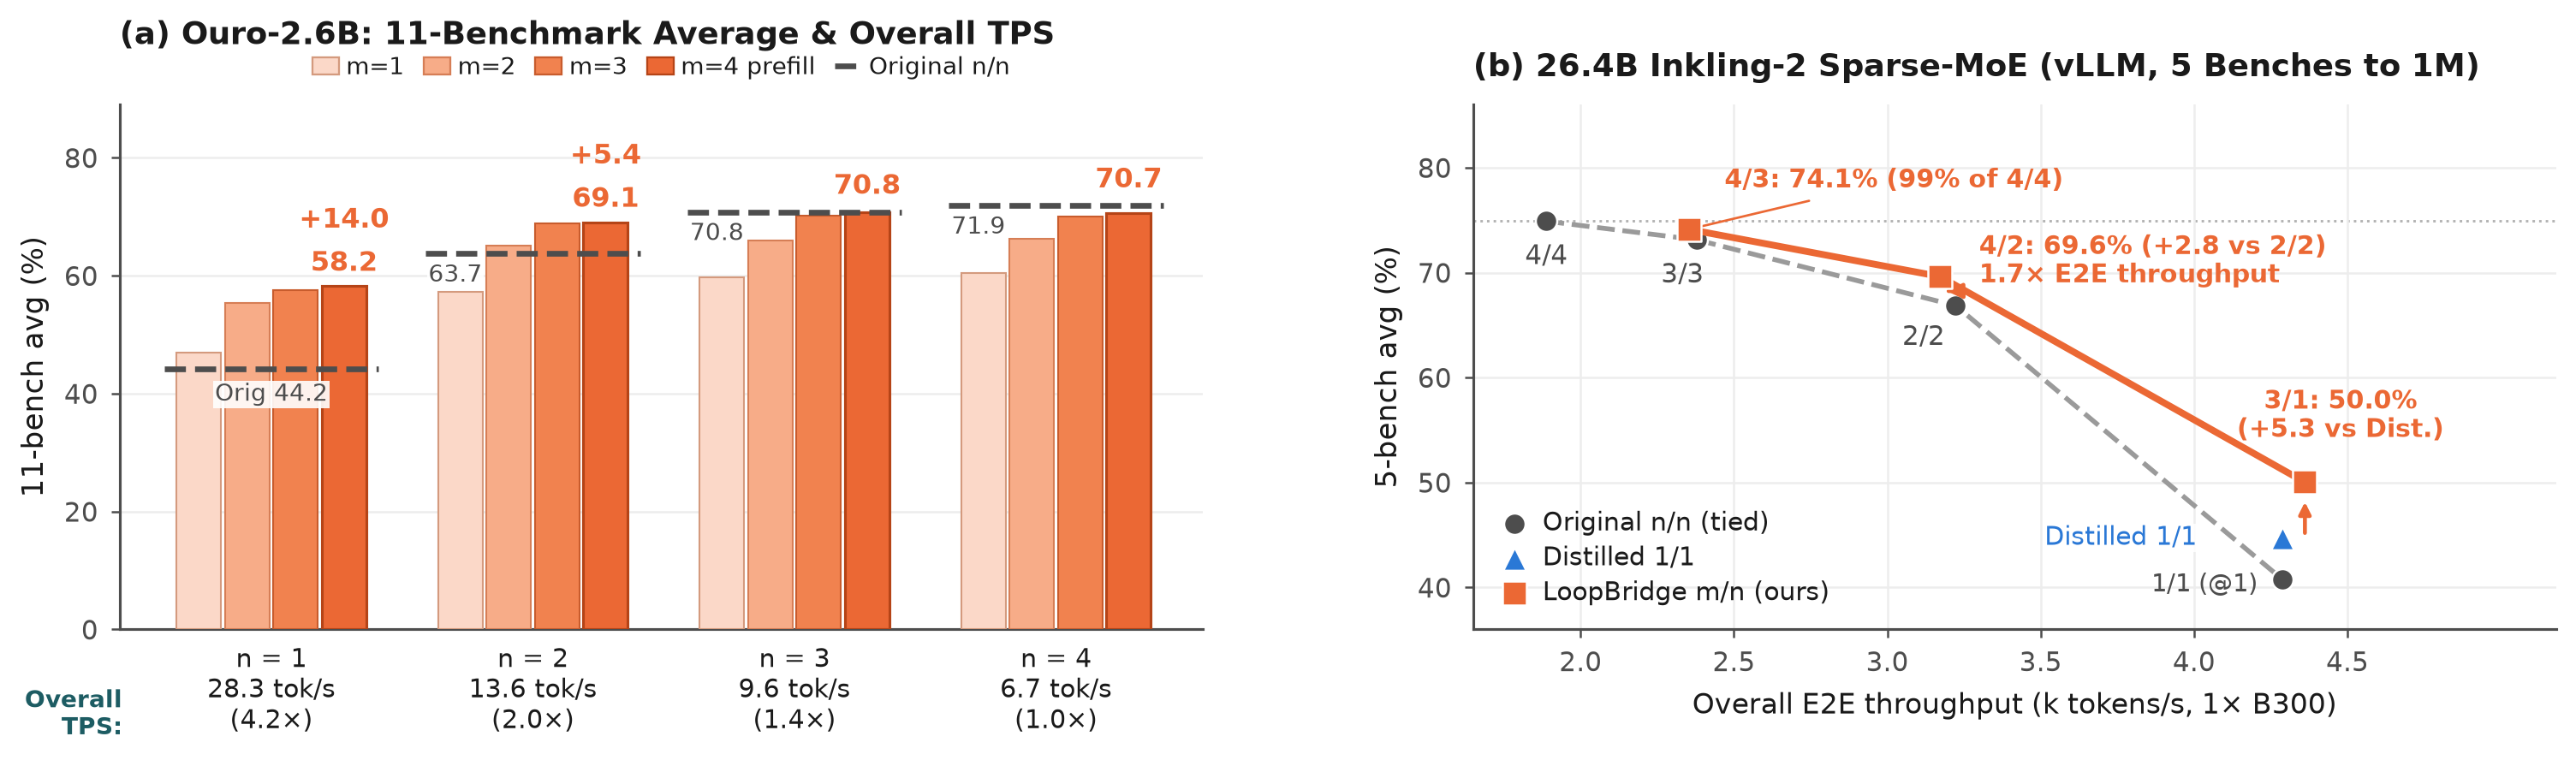 (a) Ouro-2.6B: 11-Benchmark Average & Overall TPS
m=1 m=2 m=3 m=4 prefill Original n/n
11-bench avg (%)
80
60
40
20
0
+14.0
58.2
Orig 44.2
+5.4
69.1
63.7
70.8
70.8
70.7
71.9
n = 1 n = 2 n = 3 n = 4
Overall TPS:
28.3 tok/s 13.6 tok/s 9.6 tok/s 6.7 tok/s
(4.2×) (2.0×) (1.4×) (1.0×)
(b) 26.4B Inkling-2 Sparse-MoE (vLLM, 5 Benches to 1M)
5-bench avg (%)
80
70
60
50
40
4/3: 74.1% (99% of 4/4)
4/4
3/3
4/2: 69.6% (+2.8 vs 2/2)
1.7× E2E throughput
2/2
3/1: 50.0%
(+5.3 vs Dist.)
Distilled 1/1
1/1 (@1)
Original n/n (tied)
Distilled 1/1
LoopBridge m/n (ours)
2.0 2.5 3.0 3.5 4.0 4.5
Overall E2E throughput (k tokens/s, 1× B300)